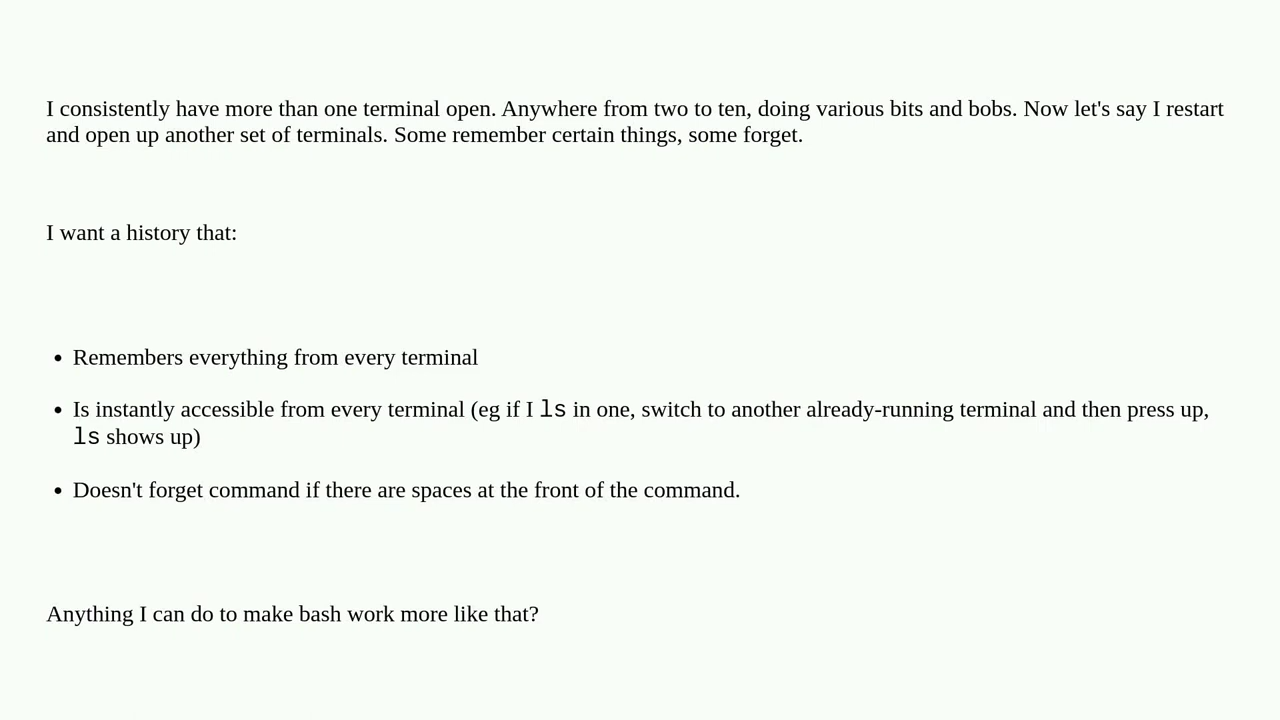 I consistently have more than one terminal open. Anywhere from two to ten, doing various bits and bobs. Now let's say I restart
and open up another set of terminals. Some remember certain things, some forget.
I want a history that:
• Remembers everything from every terminal
• Is instantly accessible from every terminal (eg if I ls in one, switch to another already-running terminal and then press up,
ls shows up)
• Doesn't forget command if there are spaces at the front of the command.
Anything I can do to make bash work more like that?